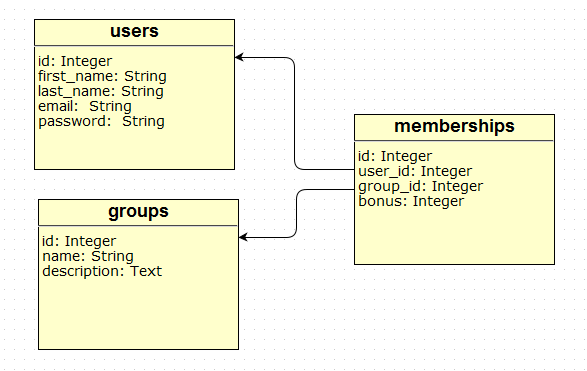 users
id: Integer
first_name: String
last_name: String
email:  String
password:  String
memberships
id: Integer
user_id: Integer
group_id: Integer
bonus: Integer
groups
id: Integer
name: String
description: Text